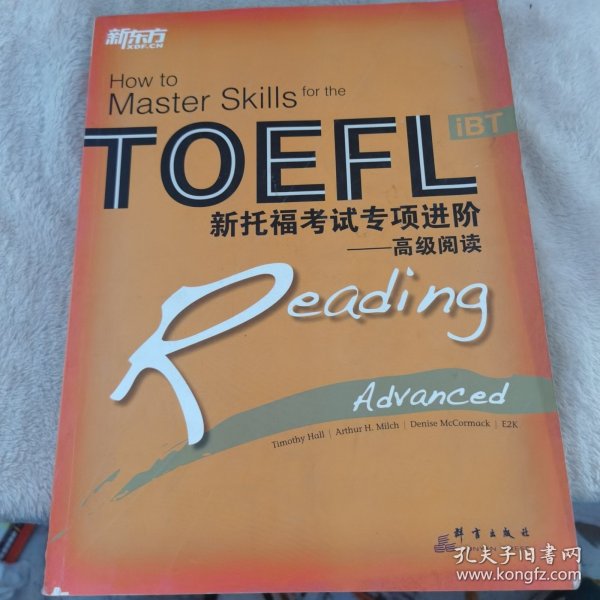 新东方
XDF.CN
How to
Master Skills for the
TOEFL iBT
新托福考试专项进阶
——高级阅读
Reading
Advanced
Timothy Hall | Arthur H. Milch | Denise McCormack | E2K
群言出版社
孔夫子旧书网
www.kongfz.com